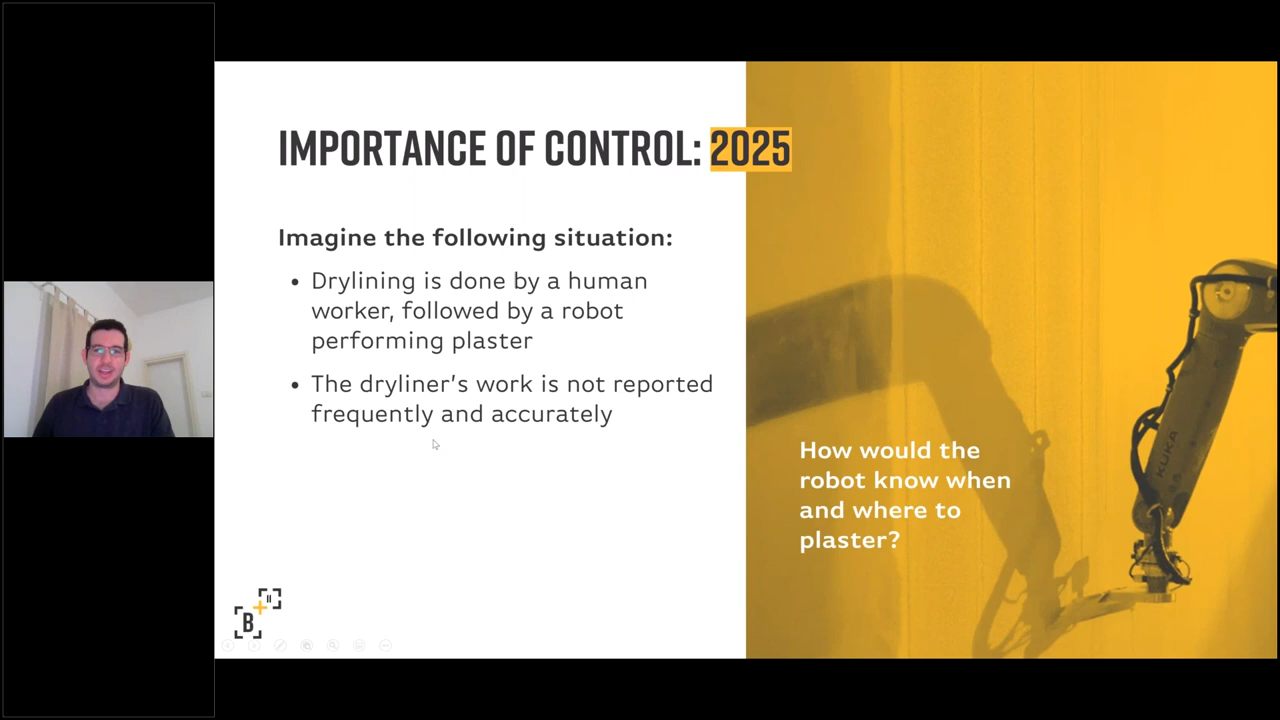 IMPORTANCE OF CONTROL: 2025
Imagine the following situation:
• Drylining is done by a human
worker, followed by a robot
performing plaster
• The dryliner's work is not reported
frequently and accurately
How would the
robot know when
and where to
plaster?
KUKA
B